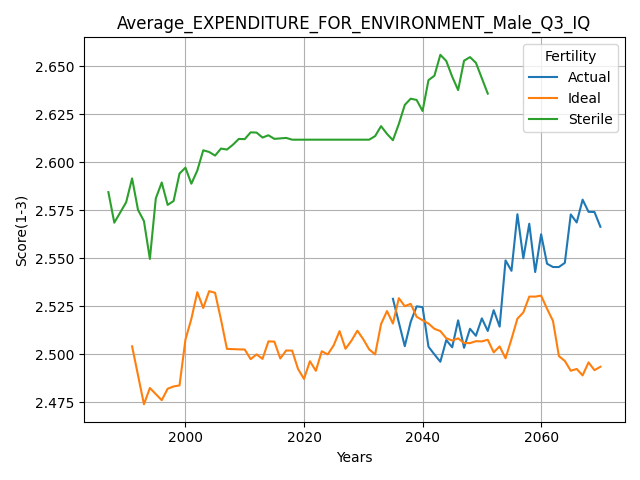 Average_EXPENDITURE_FOR_ENVIRONMENT_Male_Q3_IQ
Fertility
Actual
Ideal
Sterile
Score(1-3)
2.650
2.625
2.600
2.575
2.550
2.525
2.500
2.475
2000
2020
2040
2060
Years